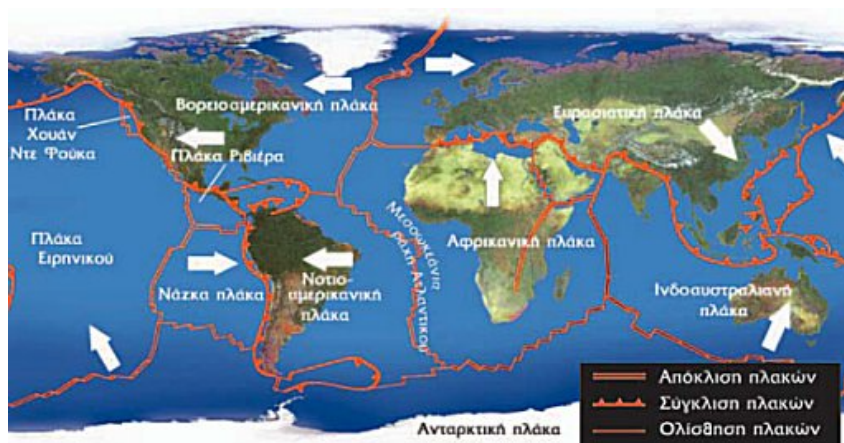 Βορειοαμερικανική πλάκα
Πλάκα
Χουάν
Ντε Φούκα
Πλάκα Ριβιέρα
Ευρασιατική πλάκα
Πλάκα
Ειρηνικού
Νάζκα πλάκα
Νοτιο-
αμερικανική
πλάκα
Μεσοωκεάνια
ράχη Ατλαντικού
Αφρικανική πλάκα
Ινδοαυστραλιανή
πλάκα
Ανταρκτική πλάκα
Απόκλιση πλακών
Σύγκλιση πλακών
Ολίσθηση πλακών